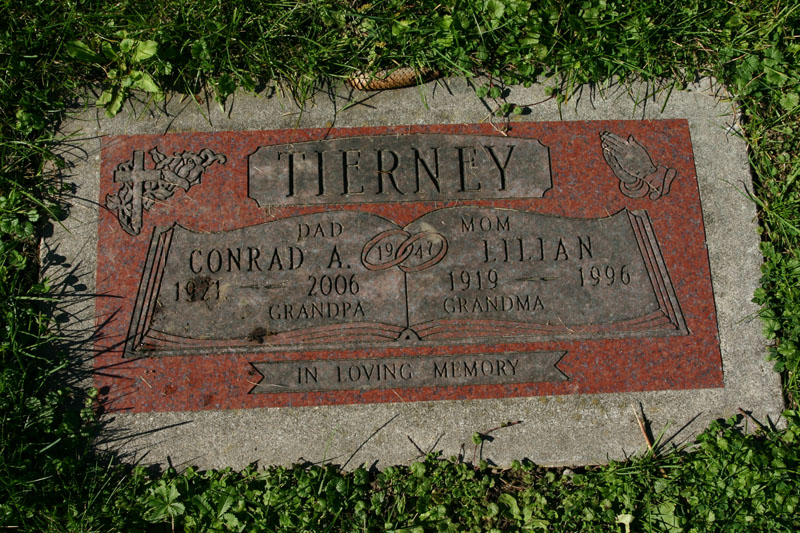 TIERNEY
DAD
CONRAD A.
1921 — 2006
GRANDPA
1947
MOM
LILIAN
1919 — 1996
GRANDMA
IN LOVING MEMORY